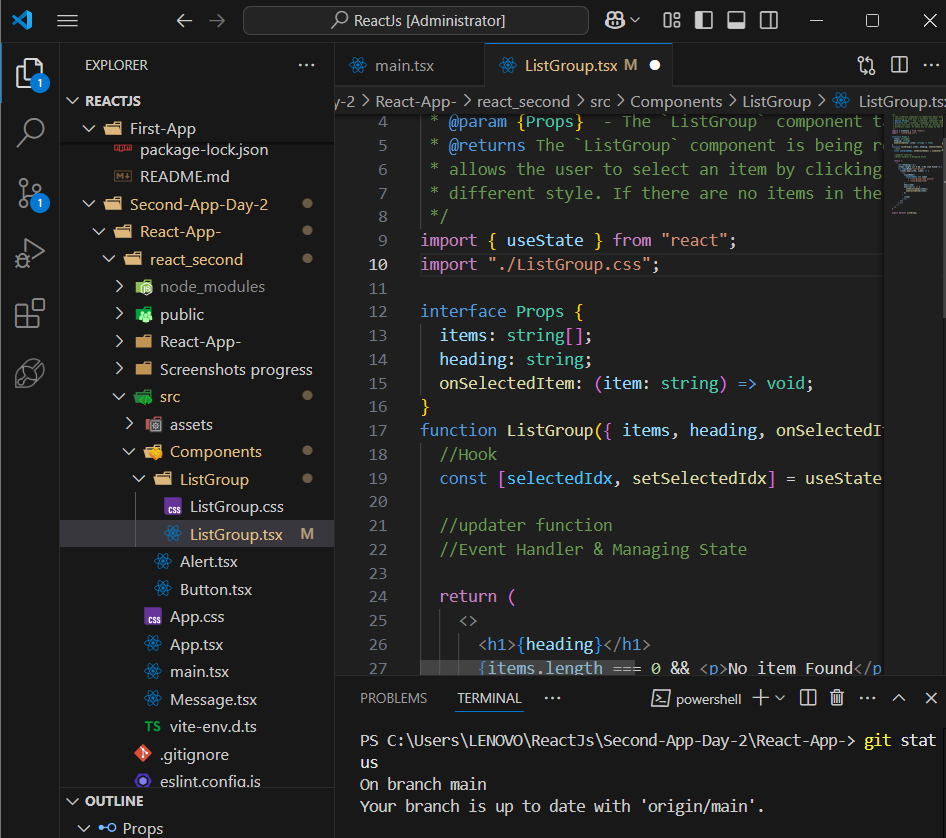 ReactJs [Administrator]
EXPLORER
REACTJS
First-App
package-lock.json
README.md
Second-App-Day-2
React-App-
react_second
node_modules
public
React-App-
Screenshots progress
src
assets
Components
ListGroup
ListGroup.css
ListGroup.tsx M
Alert.tsx
Button.tsx
App.css
App.tsx
main.tsx
Message.tsx
TS vite-env.d.ts
.gitignore
eslint.config.js
OUTLINE
Props
1
1
main.tsx
ListGroup.tsx M
y-2 > React-App- > react_second > src > Components > ListGroup > ListGroup.tsx
4 * @param {Props} - The `ListGroup` component t
5 * @returns The `ListGroup` component is being r
6 * allows the user to select an item by clicking
7 * different style. If there are no items in the
8 */
9 import { useState } from "react";
10 import "./ListGroup.css";
11
12 interface Props {
13 items: string[];
14 heading: string;
15 onSelectedItem: (item: string) => void;
16 }
17 function ListGroup({ items, heading, onSelectedI
18 //Hook
19 const [selectedIdx, setSelectedIdx] = useState
20
21 //updater function
22 //Event Handler & Managing State
23
24 return (
25 <>
26 <h1>{heading}</h1>
27 {items.length === 0 && <p>No item Found</p
PROBLEMS TERMINAL
powershell
PS C:\Users\LENOVO\ReactJs\Second-App-Day-2\React-App-> git stat
us
On branch main
Your branch is up to date with 'origin/main'.